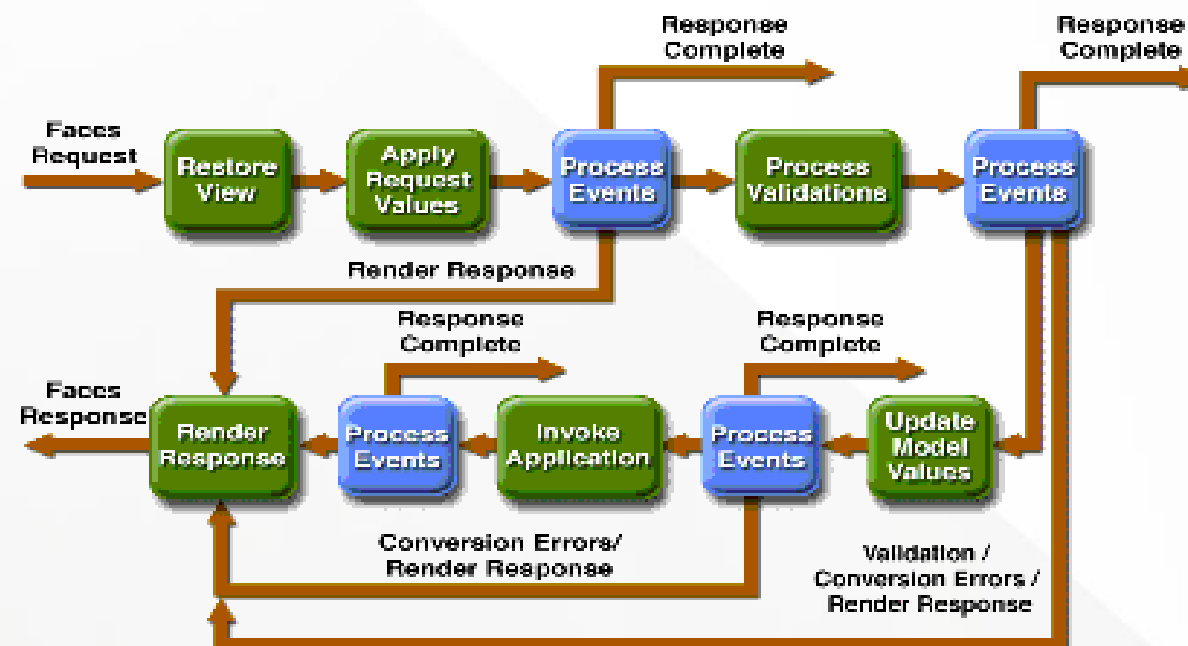 Response
Complete
Response
Complete
Faces
Request
Restore
View
Apply
Request
Values
Process
Events
Process
Validations
Process
Events
Render Response
Response
Complete
Response
Complete
Faces
Response
Render
Response
Process
Events
Invoke
Application
Process
Events
Update
Model
Values
Conversion Errors/
Render Response
Validation /
Conversion Errors /
Render Response